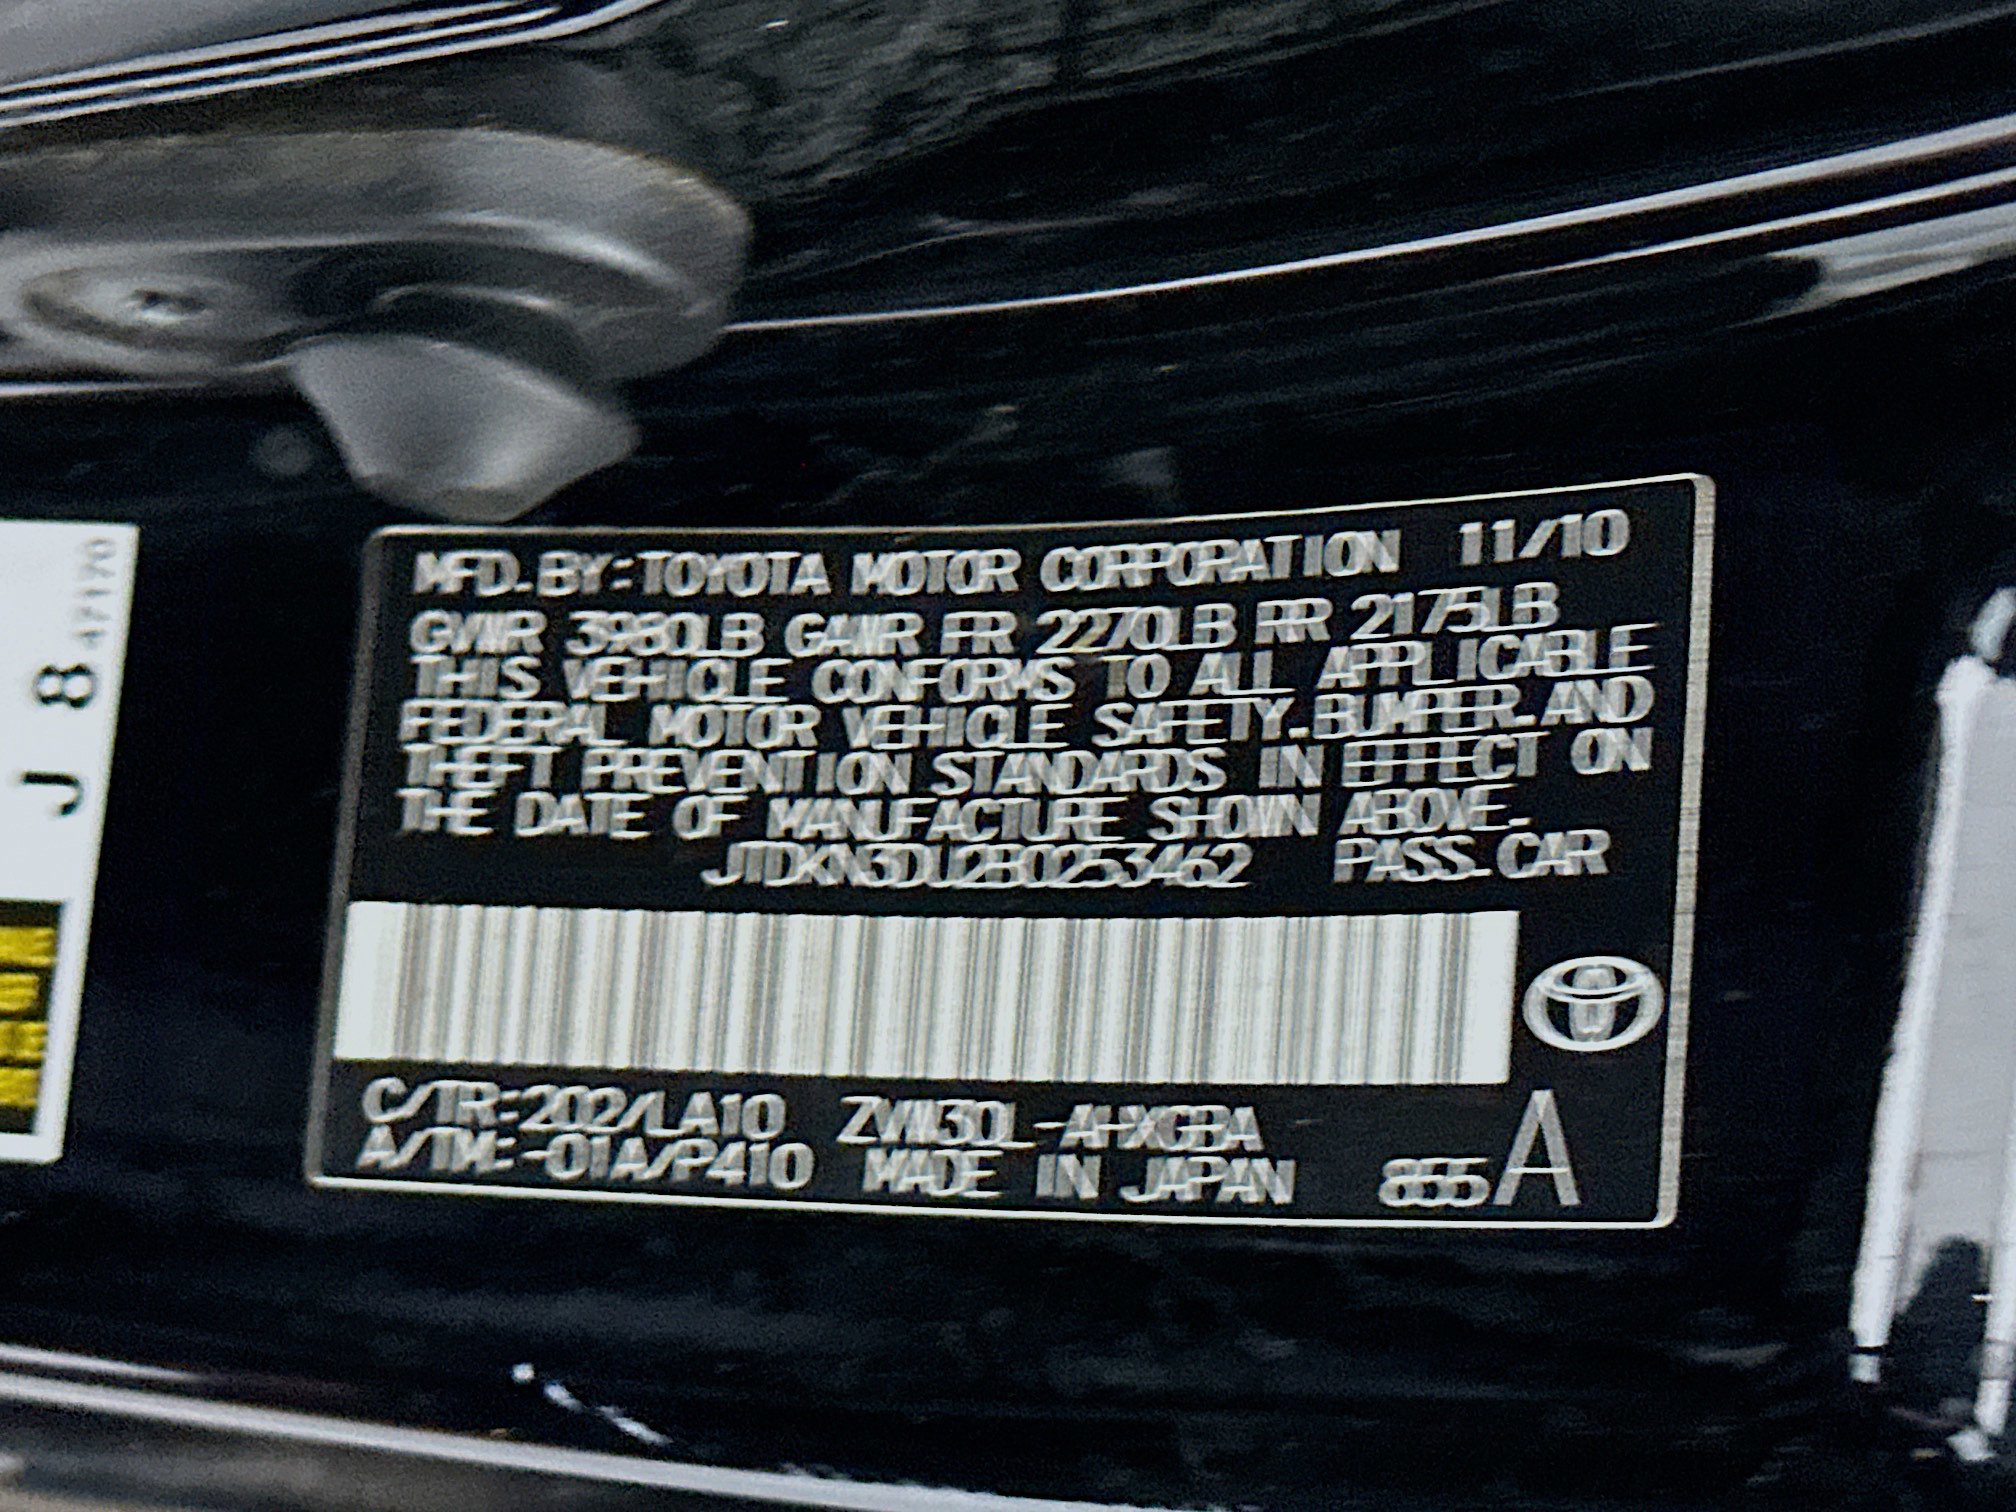 MFD.BY:TOYOTA MOTOR CORPORATION 11/10
GVWR 3980LB GAWR FR 2270LB RR 2175LB
THIS VEHICLE CONFORMS TO ALL APPLICABLE
FEDERAL MOTOR VEHICLE SAFETY.BUMPER.AND
THEFT PREVENTION STANDARDS IN EFFECT ON
THE DATE OF MANUFACTURE SHOWN ABOVE.
JTDKN3DU2B0253462 PASS.CAR
C/TR:202/LA10 ZVW30L-AHXGBA
A/TM:-01A/P410 MADE IN JAPAN 855 A
J 8 47170